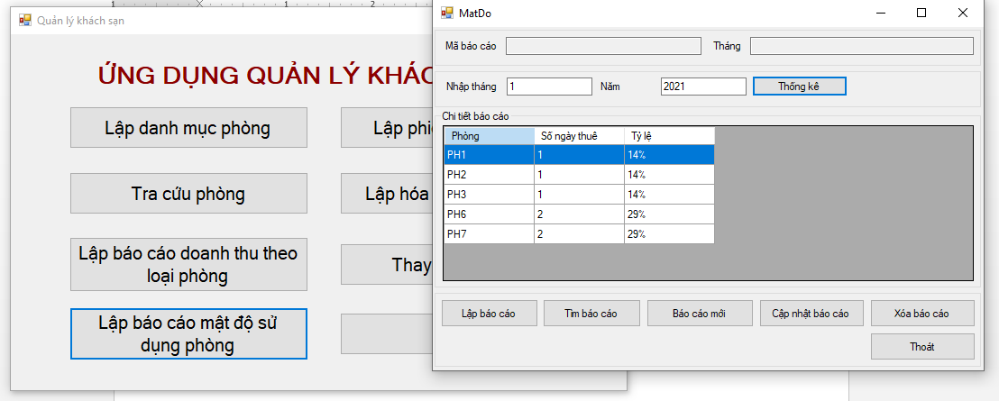 1
1
2
Quản lý khách sạn
ỨNG DỤNG QUẢN LÝ KHÁC
Lập danh mục phòng
Lập phi
Tra cứu phòng
Lập hóa
Lập báo cáo doanh thu theo
loại phòng
Thay
Lập báo cáo mật độ sử
dụng phòng
MatDo
Mã báo cáo
Tháng
Nhập tháng 1 Năm 2021 Thống kê
Chi tiết báo cáo
Phòng Số ngày thuê Tỷ lệ
PH1 1 14%
PH2 1 14%
PH3 1 14%
PH6 2 29%
PH7 2 29%
Lập báo cáo Tìm báo cáo Báo cáo mới Cập nhật báo cáo Xóa báo cáo
Thoát